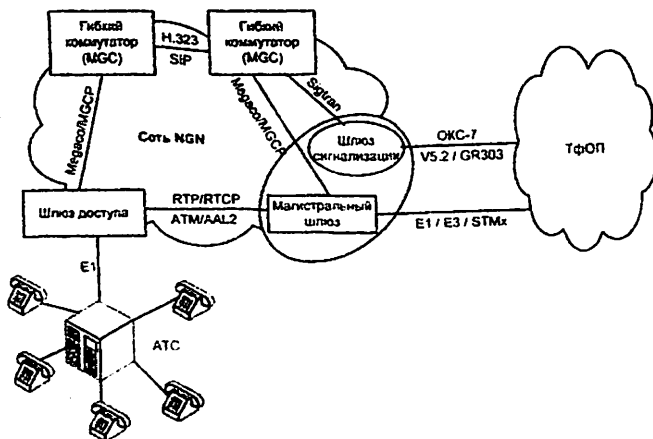 Гибкий
коммутатор
(MGC)
H.323
SIP
Гибкий
коммутатор
(MGC)
Megaco/MGCP
Megaco/MGCP
Sigtran
Соть NGN
Шлюз
сигнализации
ОКС-7
V5.2 / GR303
ТфОП
Шлюз доступа
RTP/RTCP
ATM/AAL2
Магистральный
шлюз
E1 / E3 / STMx
E1
АТС